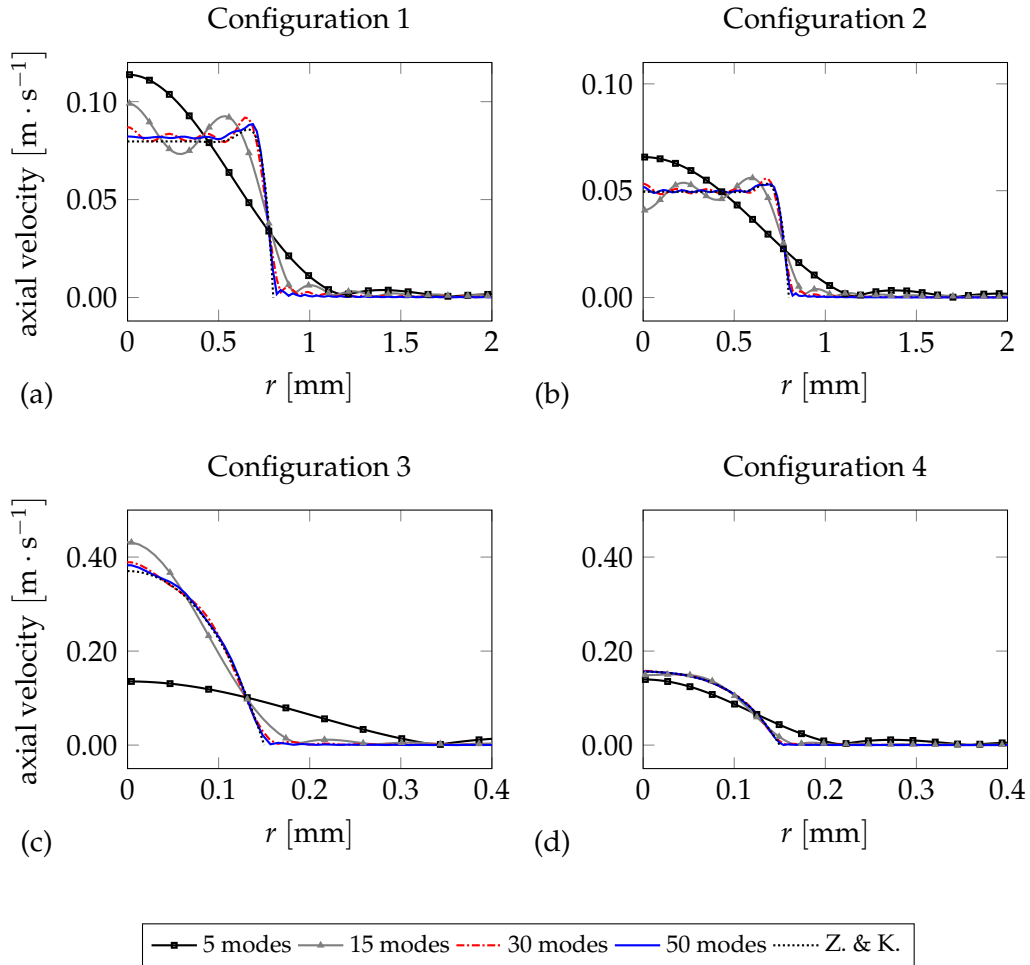 Configuration 1
Configuration 2
axial velocity [m · s⁻¹]
0.10
0.05
0.00
0 0.5 1 1.5 2
r [mm]
(a)
0.10
0.05
0.00
0 0.5 1 1.5 2
r [mm]
(b)
Configuration 3
Configuration 4
axial velocity [m · s⁻¹]
0.40
0.20
0.00
0 0.1 0.2 0.3 0.4
r [mm]
(c)
0.40
0.20
0.00
0 0.1 0.2 0.3 0.4
r [mm]
(d)
5 modes 15 modes 30 modes 50 modes Z. & K.